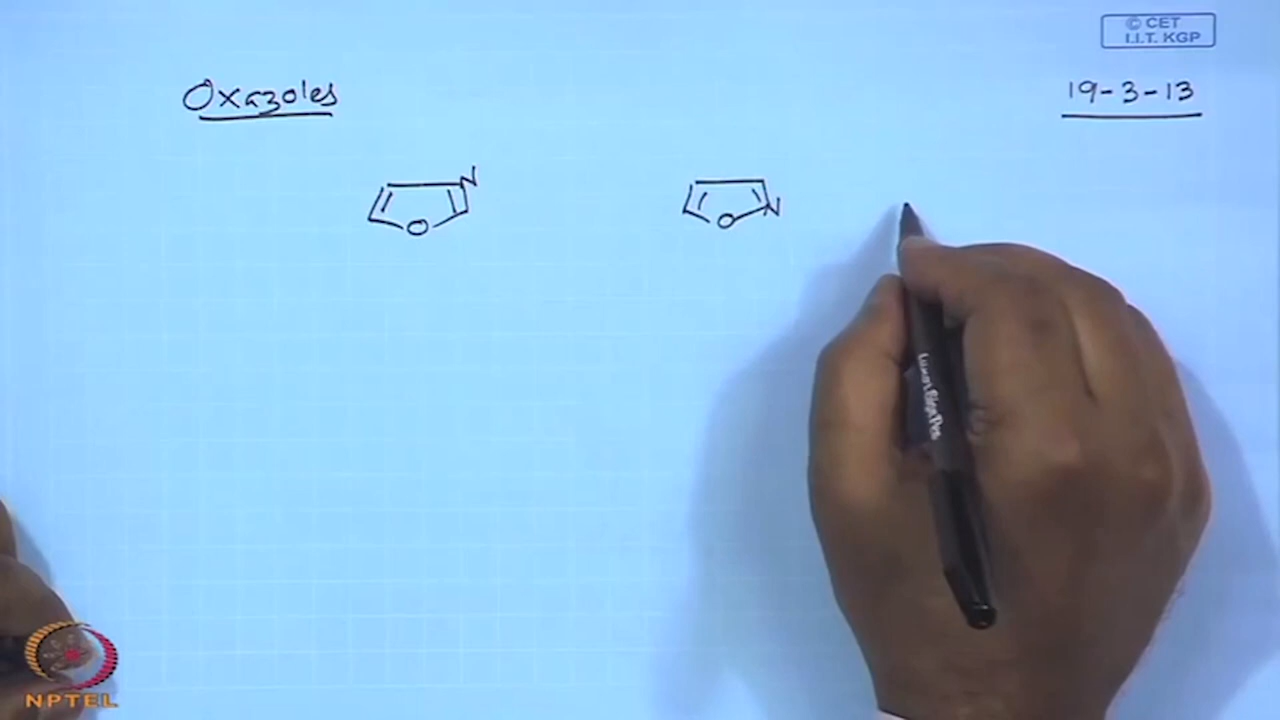 © CET
I.I.T. KGP
Oxazoles
19-3-13
N
O
N
O
NPTEL